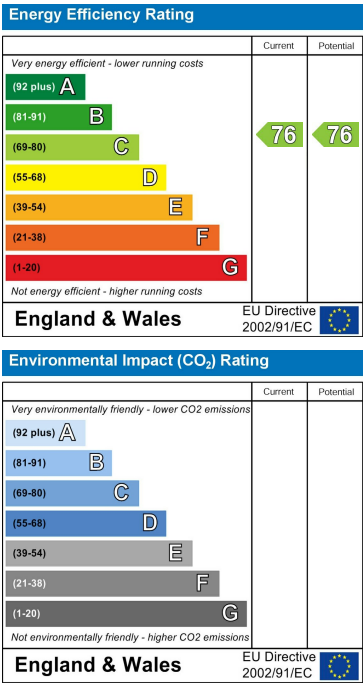 Energy Efficiency Rating
Current Potential
Very energy efficient - lower running costs
(92 plus) A
(81-91) B
(69-80) C
76 76
(55-68) D
(39-54) E
(21-38) F
(1-20) G
Not energy efficient - higher running costs
England & Wales
EU Directive
2002/91/EC
Environmental Impact (CO₂) Rating
Current Potential
Very environmentally friendly - lower CO2 emissions
(92 plus) A
(81-91) B
(69-80) C
(55-68) D
(39-54) E
(21-38) F
(1-20) G
Not environmentally friendly - higher CO2 emissions
England & Wales
EU Directive
2002/91/EC